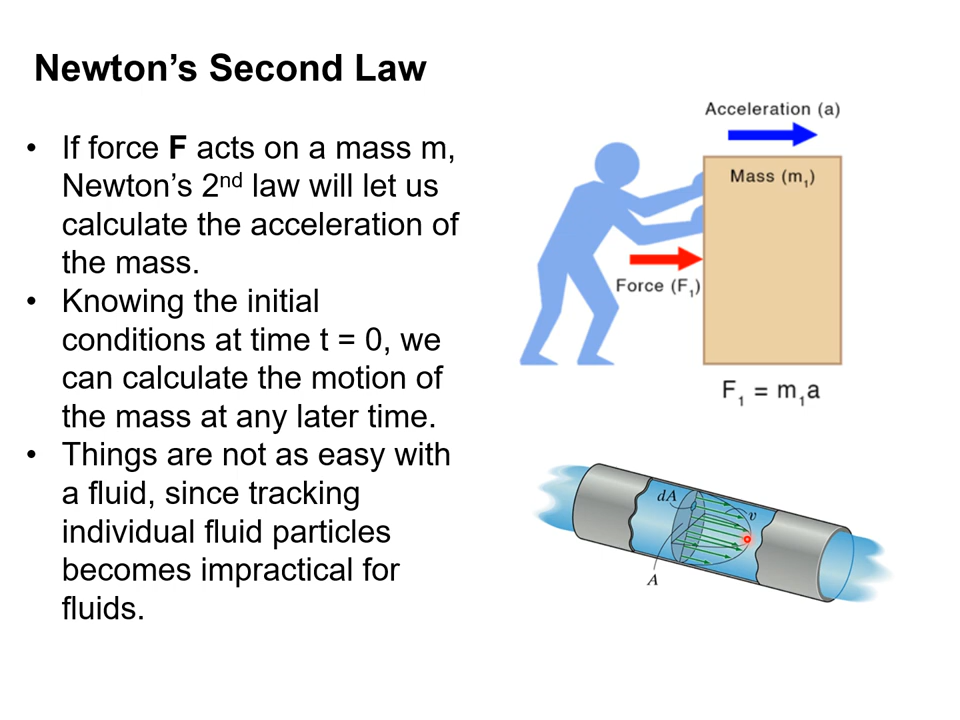 Newton’s Second Law
• If force F acts on a mass m,
Newton’s 2nd law will let us
calculate the acceleration of
the mass.
• Knowing the initial
conditions at time t = 0, we
can calculate the motion of
the mass at any later time.
• Things are not as easy with
a fluid, since tracking
individual fluid particles
becomes impractical for
fluids.
Acceleration (a)
Mass (m₁)
Force (F₁)
F₁ = m₁a
dA
v
A